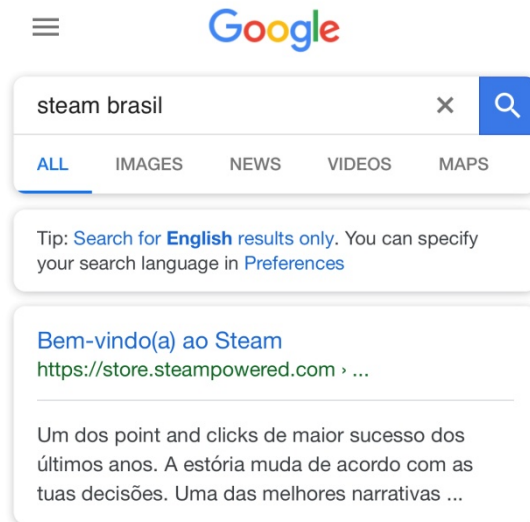 Google
steam brasil
ALL IMAGES NEWS VIDEOS MAPS
Tip: Search for English results only. You can specify
your search language in Preferences
Bem-vindo(a) ao Steam
https://store.steampowered.com › ...
Um dos point and clicks de maior sucesso dos
últimos anos. A estória muda de acordo com as
tuas decisões. Uma das melhores narrativas ...